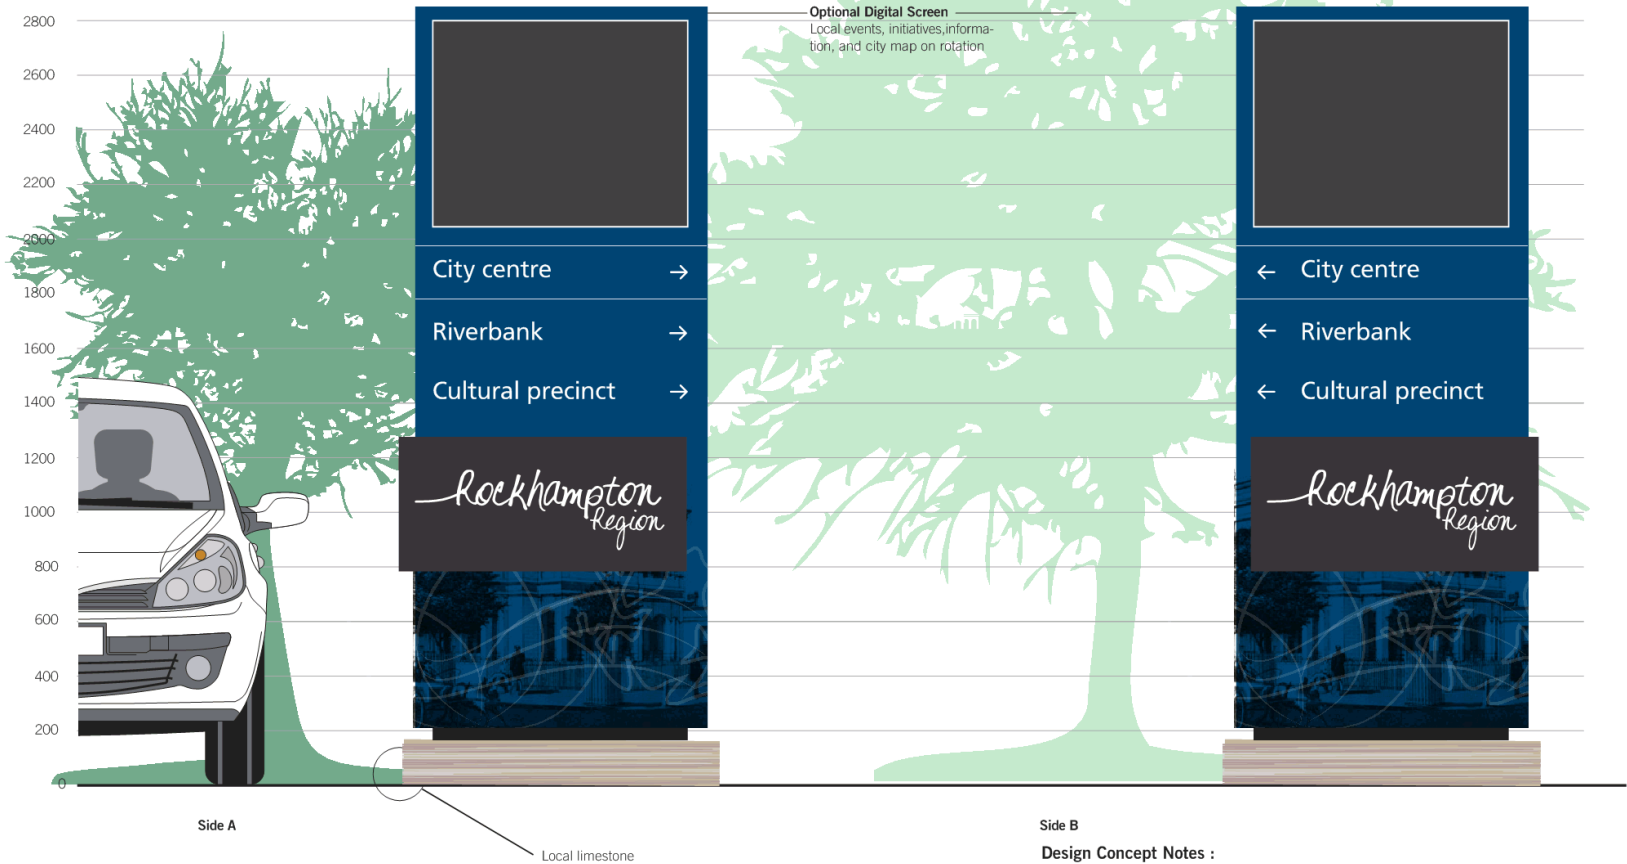 2800
2600
2400
2200
2000
1800
1600
1400
1200
1000
800
600
400
200
0
Optional Digital Screen
Local events, initiatives,informa-
tion, and city map on rotation
City centre →
Riverbank →
Cultural precinct →
Rockhampton
Region
← City centre
← Riverbank
← Cultural precinct
Rockhampton
Region
Side A
Side B
Local limestone
Design Concept Notes :